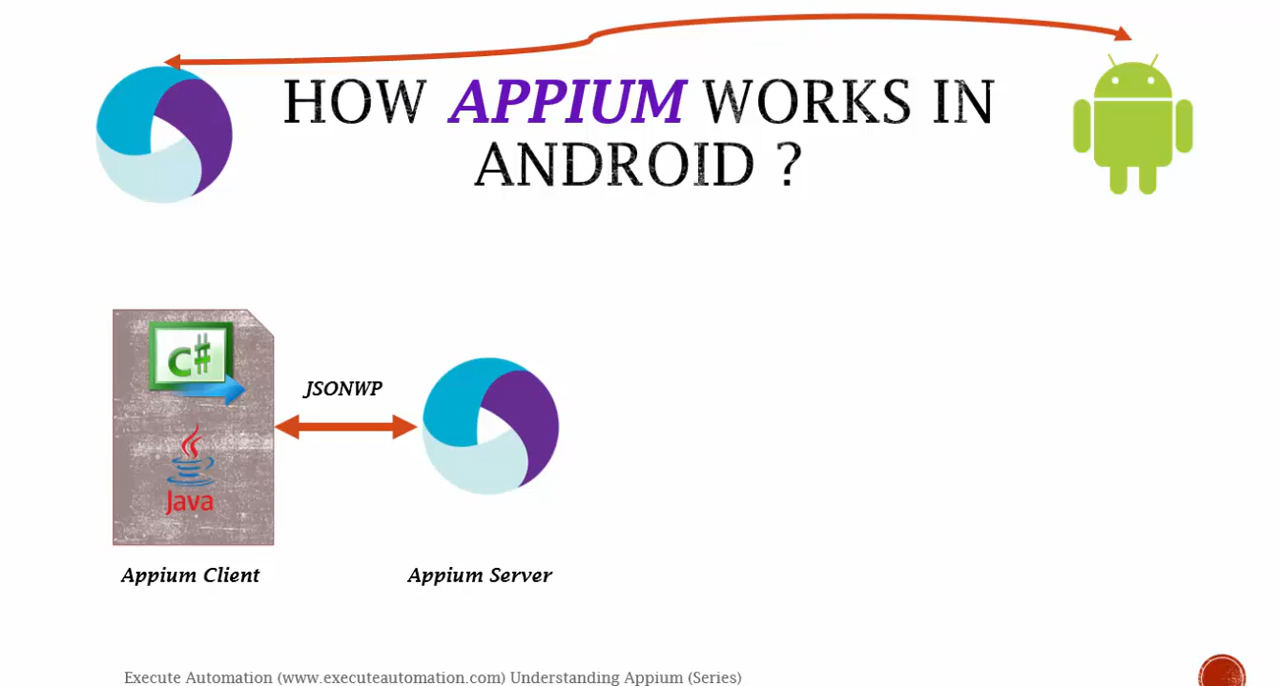 HOW APPIUM WORKS IN
ANDROID ?
C#
JSONWP
Java
Appium Client
Appium Server
Execute Automation (www.executeautomation.com) Understanding Appium (Series)